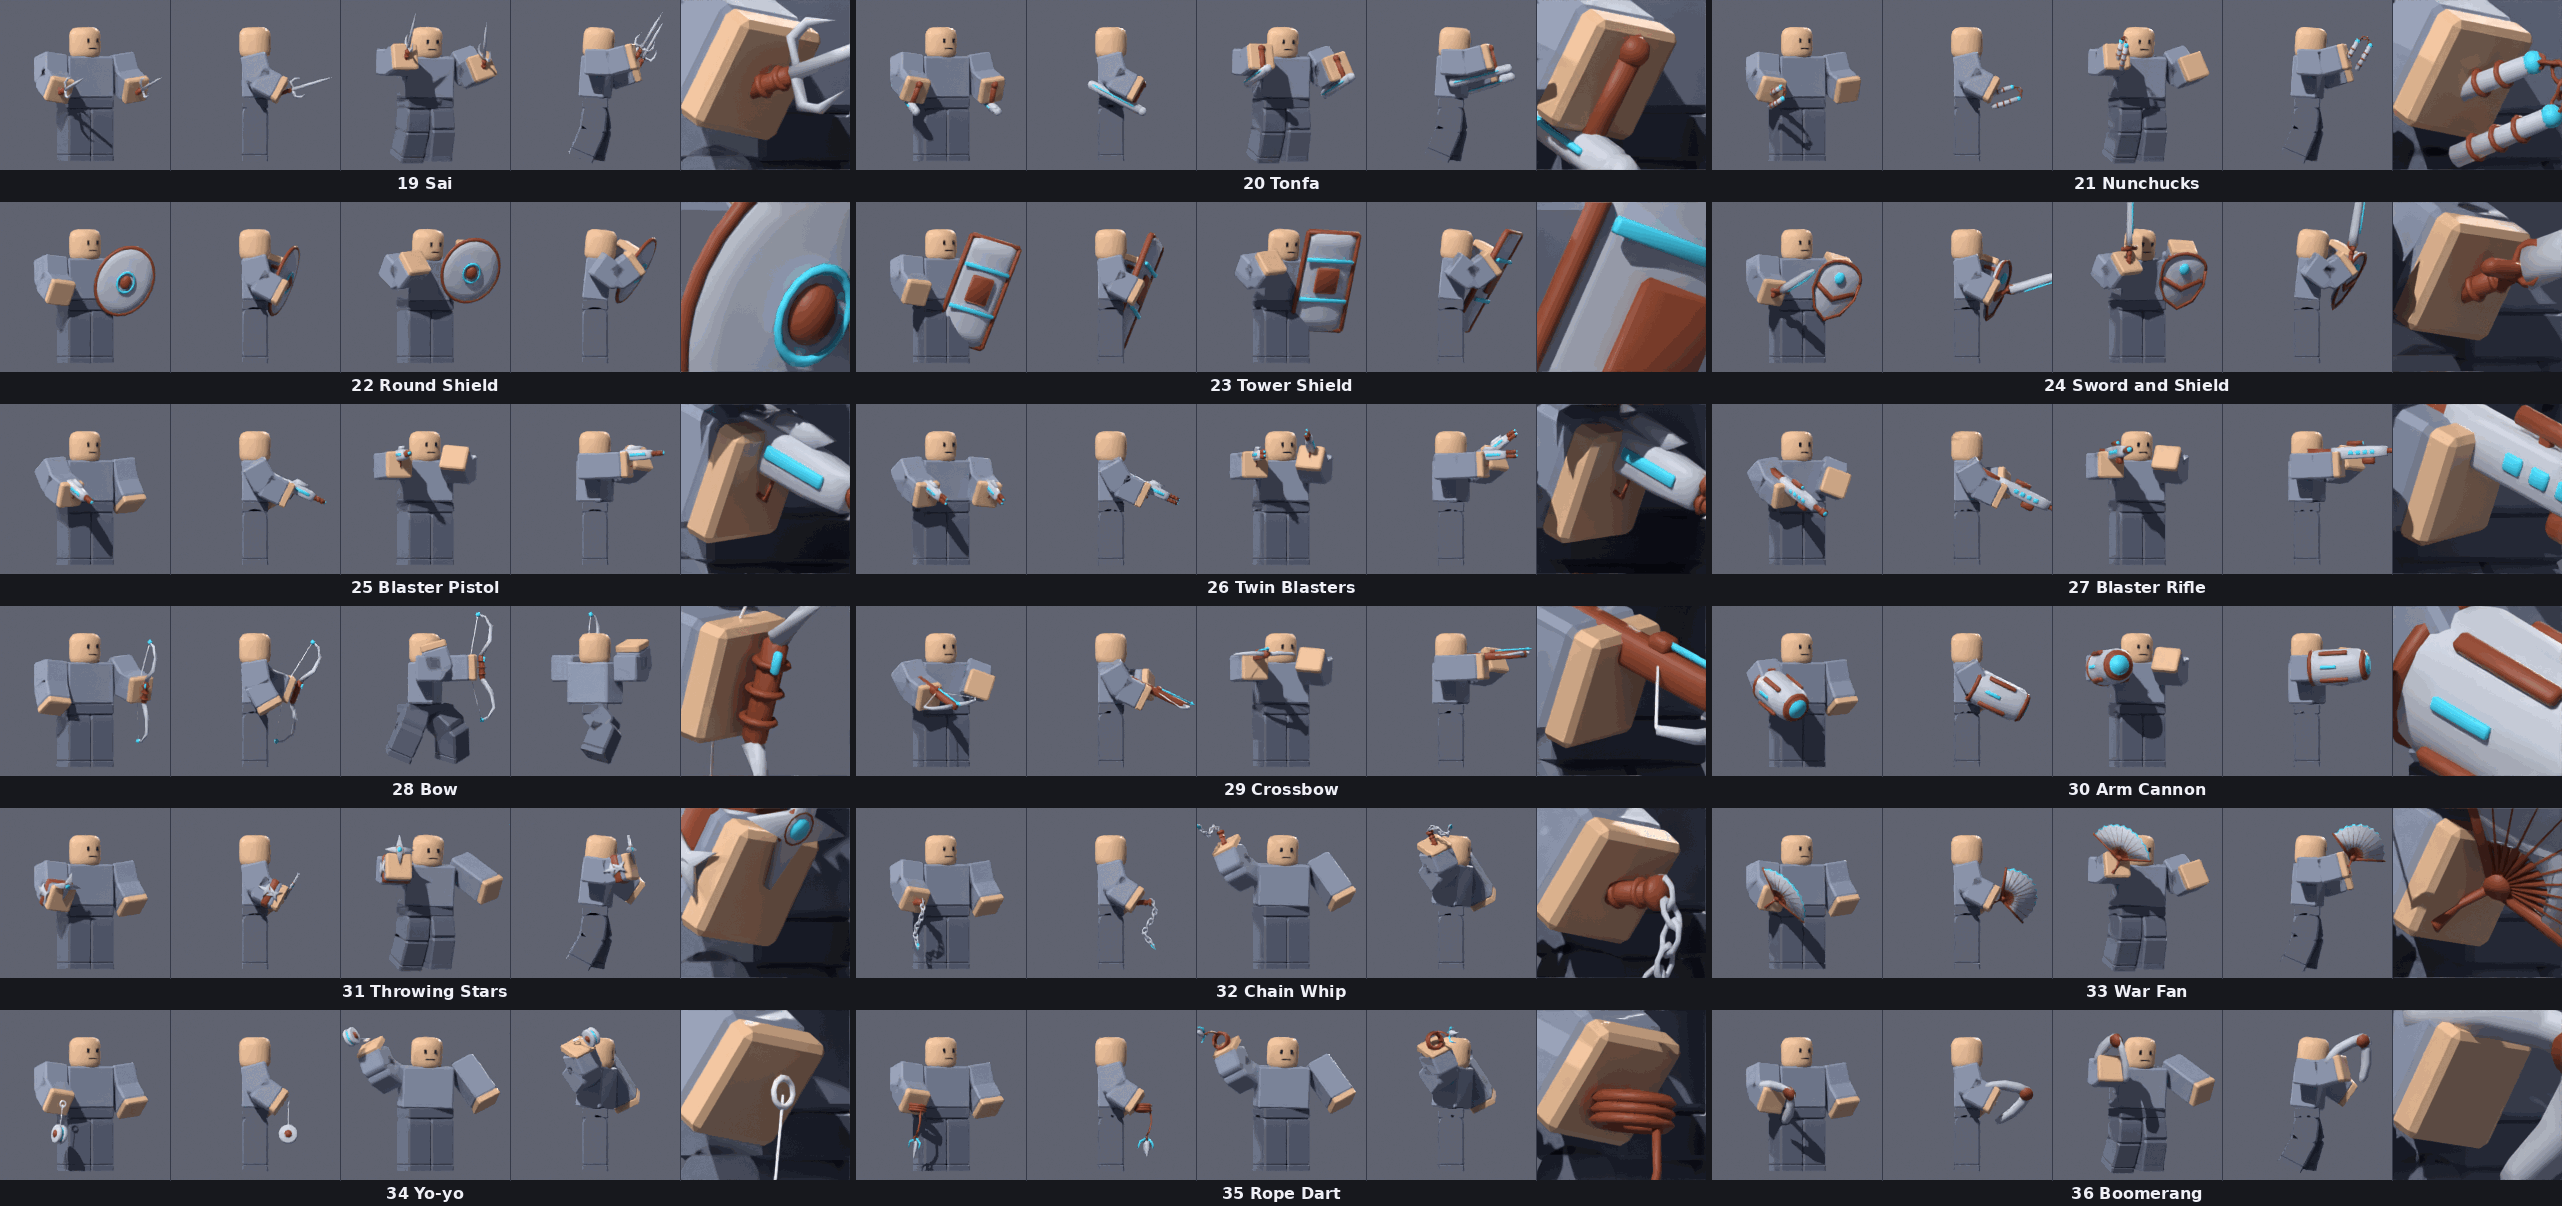 19 Sai
20 Tonfa
21 Nunchucks
22 Round Shield
23 Tower Shield
24 Sword and Shield
25 Blaster Pistol
26 Twin Blasters
27 Blaster Rifle
28 Bow
29 Crossbow
30 Arm Cannon
31 Throwing Stars
32 Chain Whip
33 War Fan
34 Yo-yo
35 Rope Dart
36 Boomerang